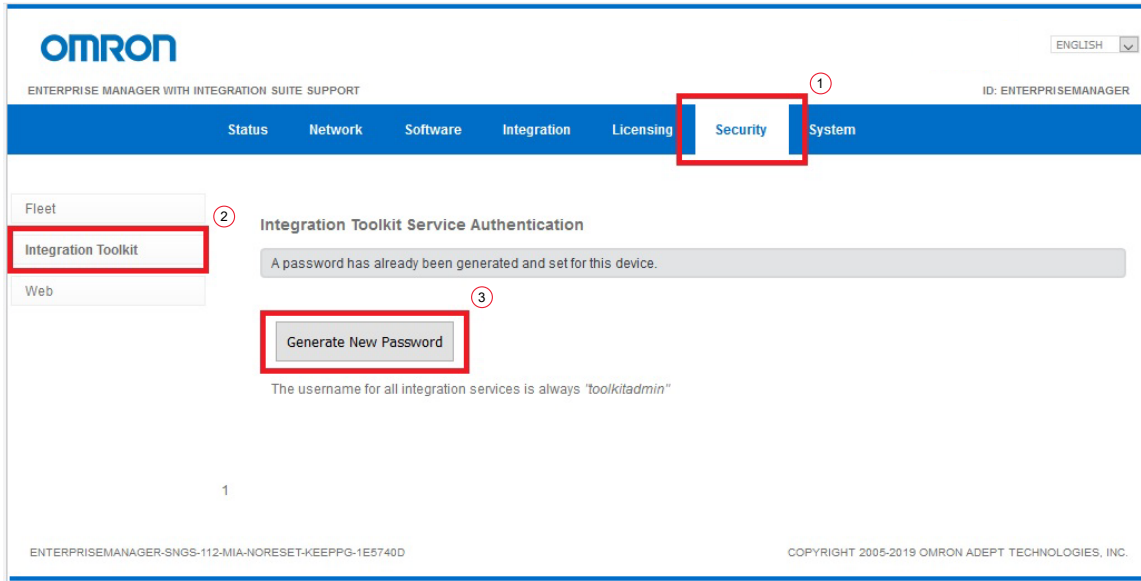 OMRON
ENGLISH
ENTERPRISE MANAGER WITH INTEGRATION SUITE SUPPORT
1
ID: ENTERPRISEMANAGER
Status Network Software Integration Licensing Security System
Fleet
2
Integration Toolkit Service Authentication
Integration Toolkit
A password has already been generated and set for this device.
Web
3
Generate New Password
The username for all integration services is always "toolkitadmin"
1
ENTERPRISEMANAGER-SNGS-112-MIA-NORESET-KEEPPG-1E5740D
COPYRIGHT 2005-2019 OMRON ADEPT TECHNOLOGIES, INC.